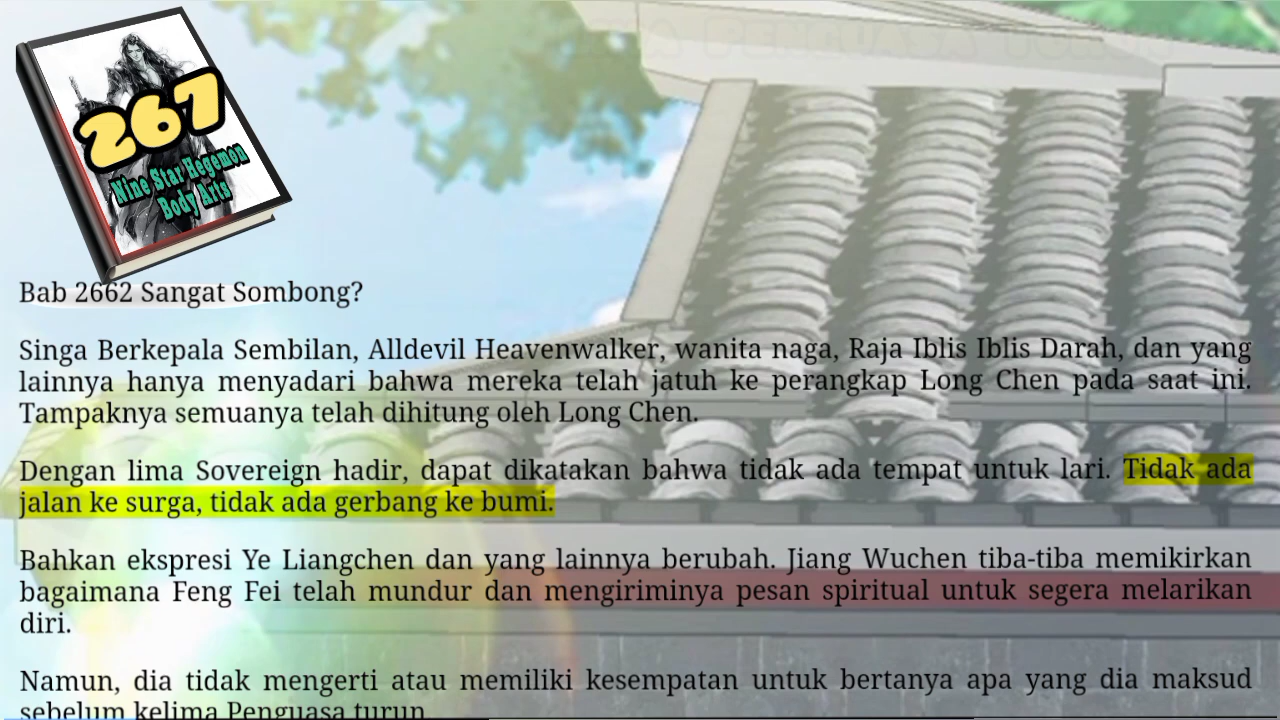 267
Nine Star Hegemon
Body Arts
Bab 2662 Sangat Sombong?
Singa Berkepala Sembilan, Alldevil Heavenwalker, wanita naga, Raja Iblis Iblis Darah, dan yang
lainnya hanya menyadari bahwa mereka telah jatuh ke perangkap Long Chen pada saat ini.
Tampaknya semuanya telah dihitung oleh Long Chen.
Dengan lima Sovereign hadir, dapat dikatakan bahwa tidak ada tempat untuk lari. Tidak ada
jalan ke surga, tidak ada gerbang ke bumi.
Bahkan ekspresi Ye Liangchen dan yang lainnya berubah. Jiang Wuchen tiba-tiba memikirkan
bagaimana Feng Fei telah mundur dan mengiriminya pesan spiritual untuk segera melarikan
diri.
Namun, dia tidak mengerti atau memiliki kesempatan untuk bertanya apa yang dia maksud
sebelum kelima Penguasa turun.